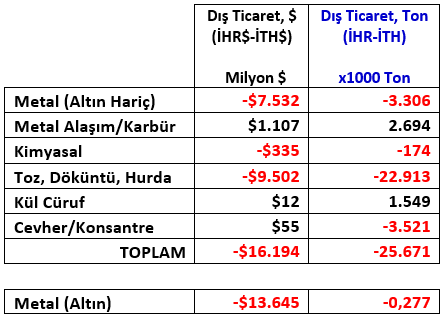 Dış Ticaret, $ Dış Ticaret, Ton
(İHR$-İTH$) (İHR-İTH)
Milyon $ x1000 Ton
Metal (Altın Hariç) -$7.532 -3.306
Metal Alaşım/Karbür $1.107 2.694
Kimyasal -$335 -174
Toz, Döküntü, Hurda -$9.502 -22.913
Kül Cüruf $12 1.549
Cevher/Konsantre $55 -3.521
TOPLAM -$16.194 -25.671
Metal (Altın) -$13.645 -0,277